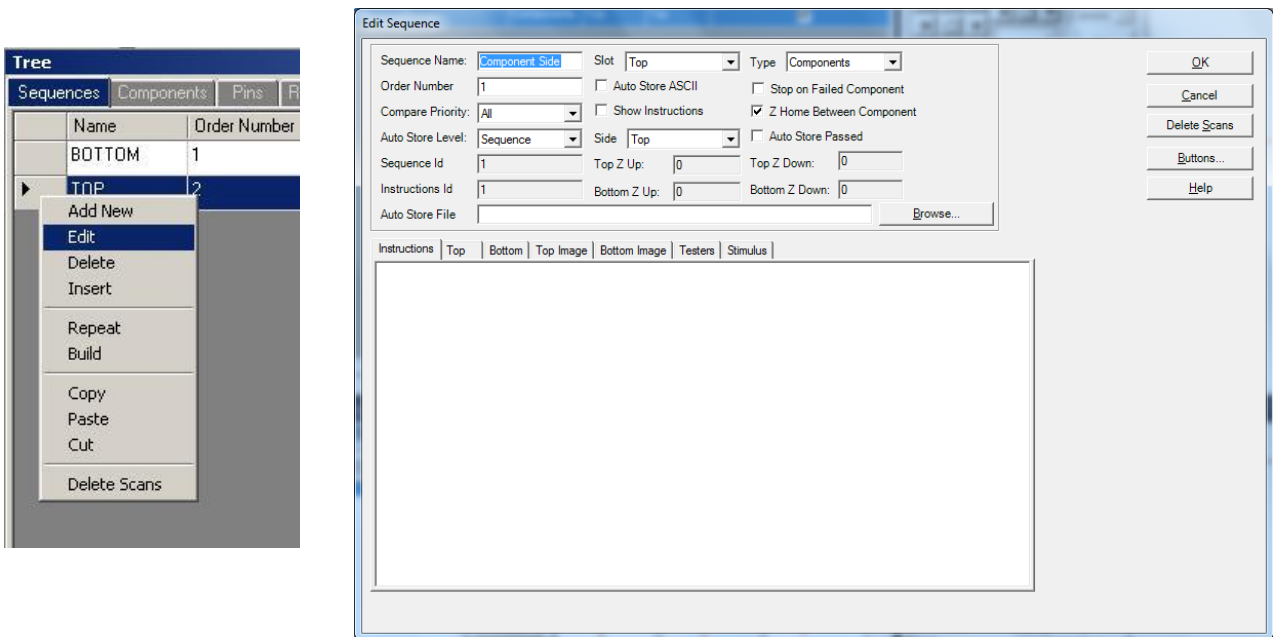 Tree
Sequences Components Pins R
Name Order Number
BOTTOM 1
TOP 2
Add New
Edit
Delete
Insert
Repeat
Build
Copy
Paste
Cut
Delete Scans
Edit Sequence
Sequence Name: Component Side Slot Top Type Components
Order Number 1 Auto Store ASCII Stop on Failed Component
Compare Priority: All Show Instructions Z Home Between Component
Auto Store Level: Sequence Side Top Auto Store Passed
Sequence Id 1 Top Z Up: 0 Top Z Down: 0
Instructions Id 1 Bottom Z Up: 0 Bottom Z Down: 0
Auto Store File Browse...
OK
Cancel
Delete Scans
Buttons...
Help
Instructions Top Bottom Top Image Bottom Image Testers Stimulus